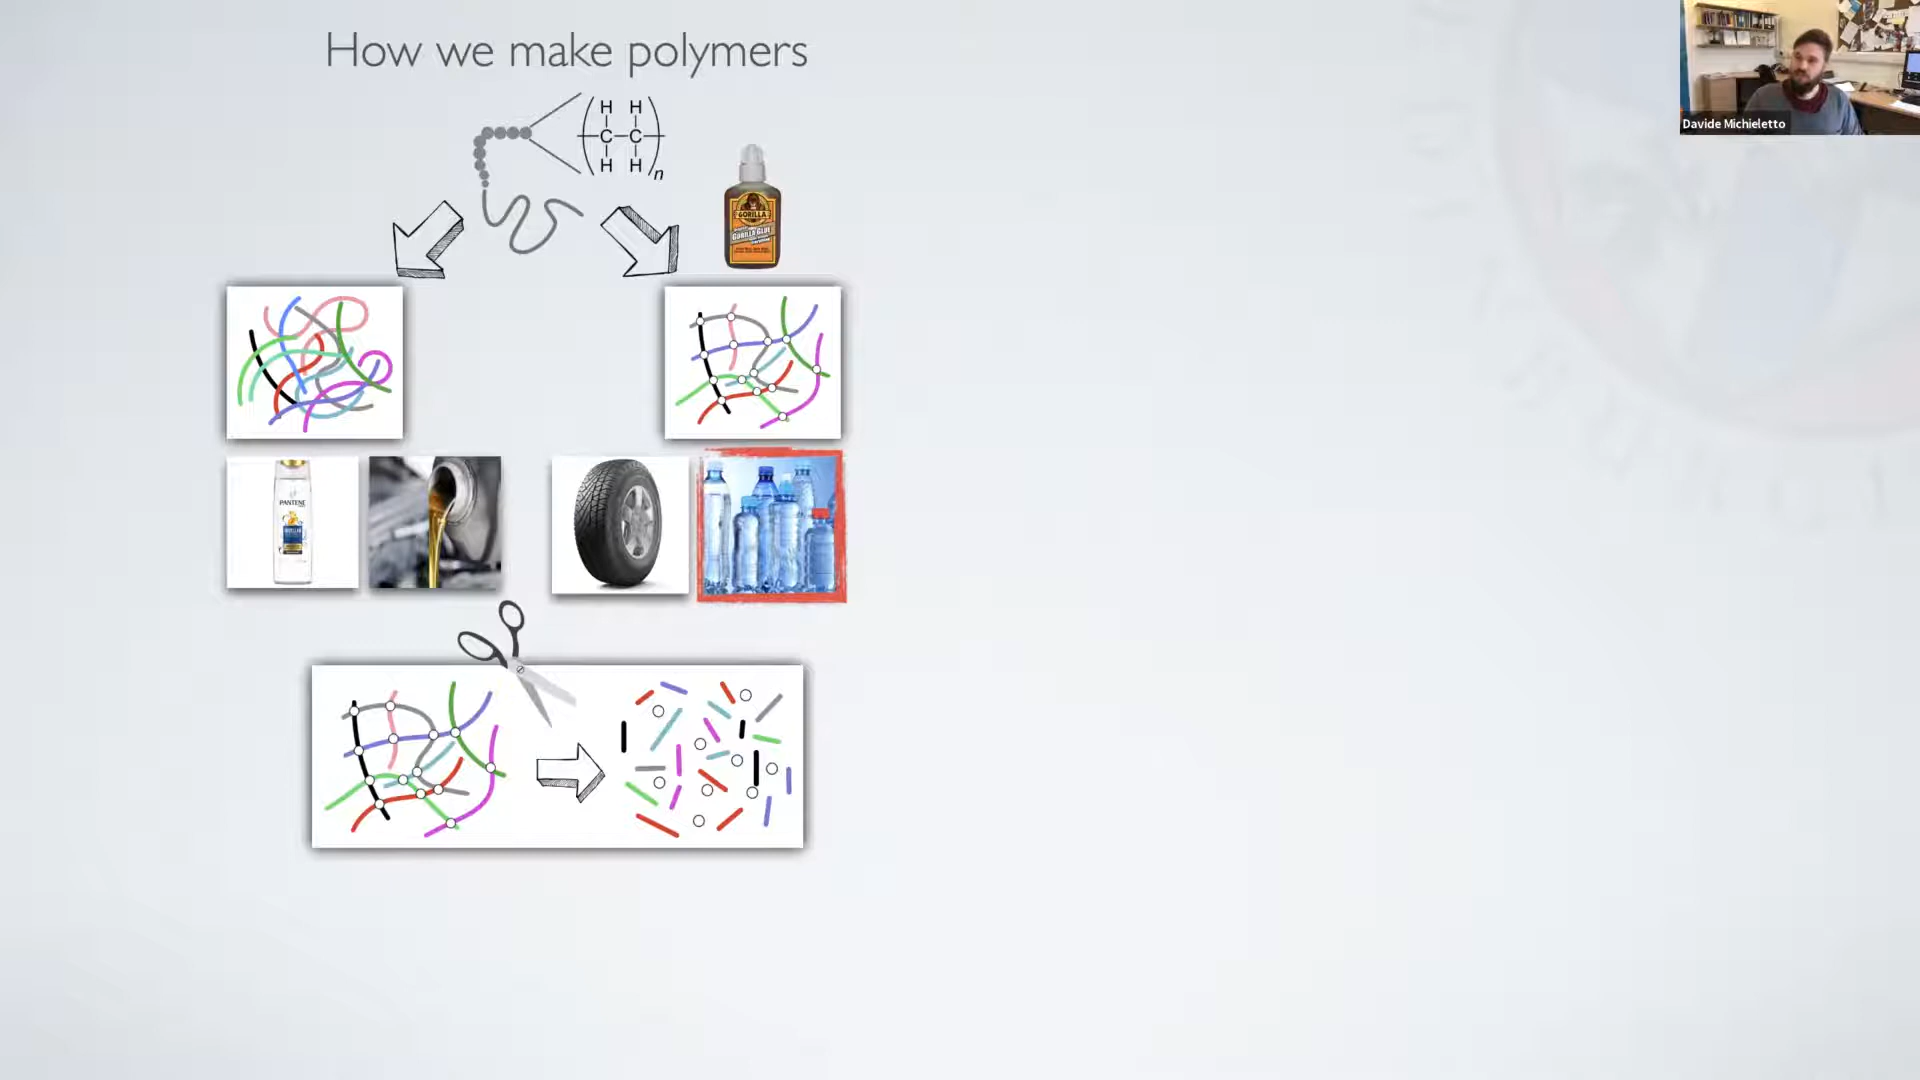 How we make polymers
H H
C C
H H
n
GORILLA
GORILLA GLUE
PANTENE
Davide Michieletto